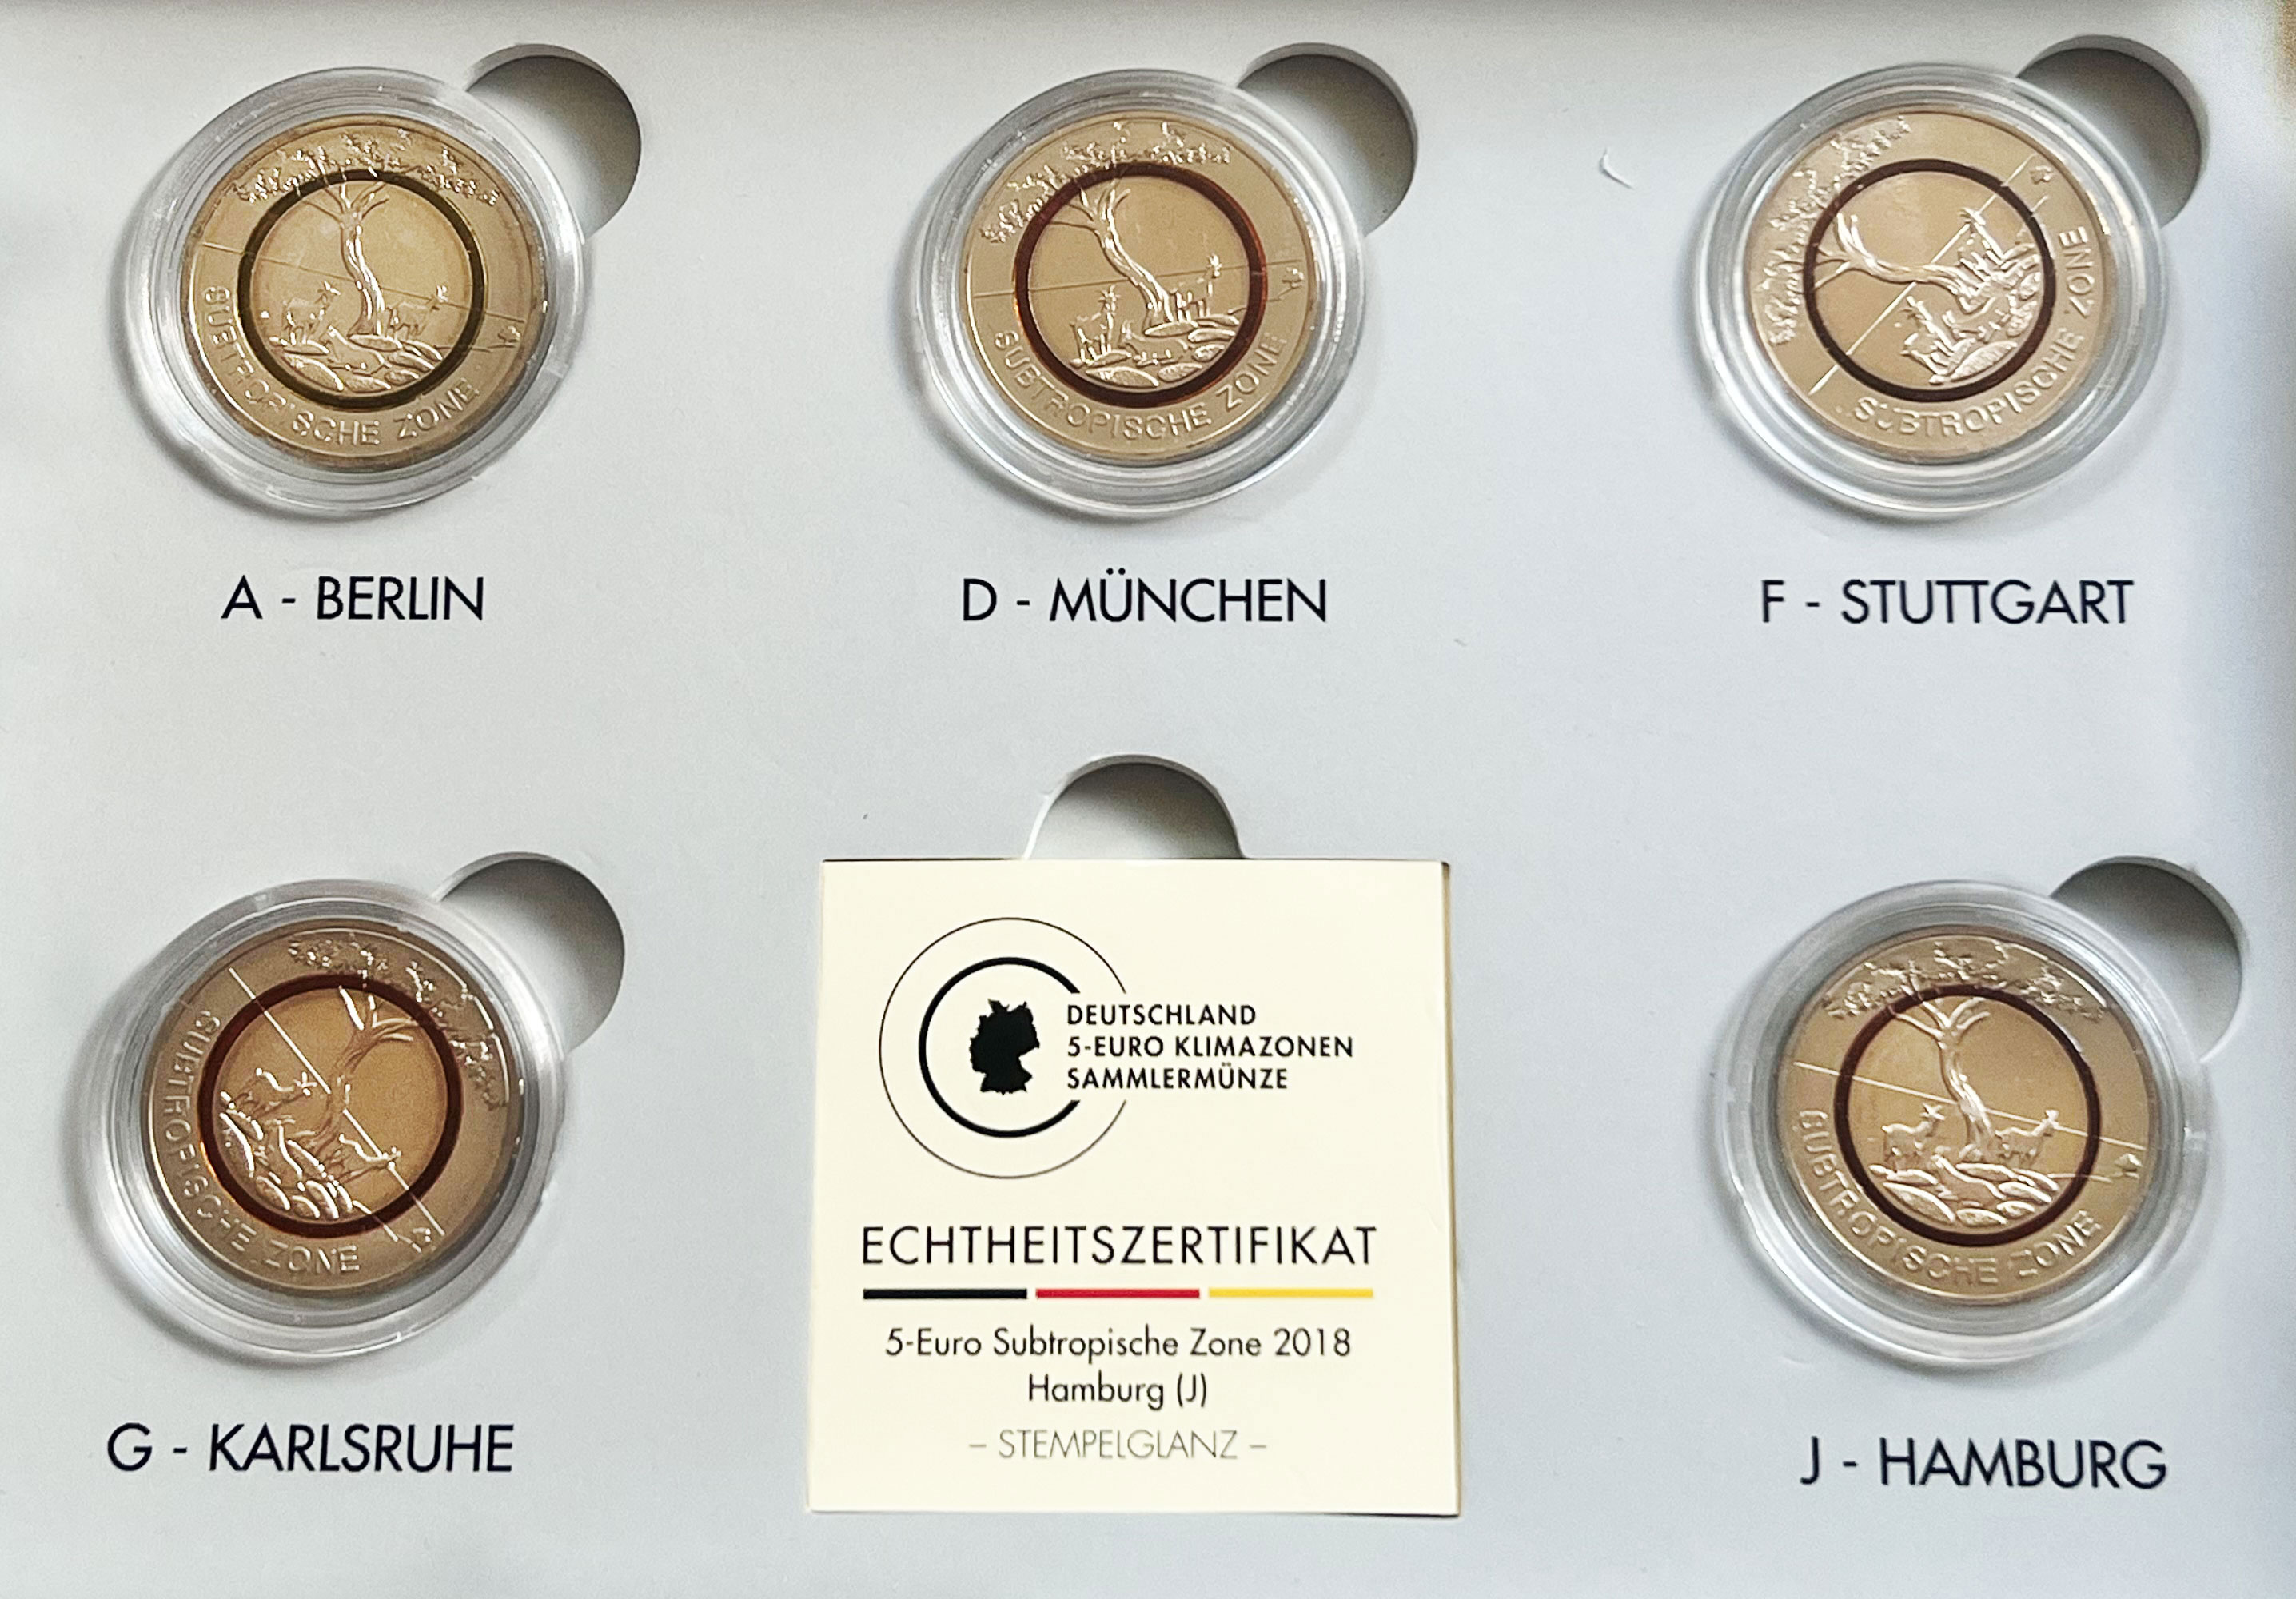 SUBTROPISCHE ZONE
SUBTROPISCHE ZONE
SUBTROPISCHE ZONE
A - BERLIN
D - MÜNCHEN
F - STUTTGART
SUBTROPISCHE ZONE
DEUTSCHLAND
5-EURO KLIMAZONEN
SAMMLERMÜNZE
ECHTHEITSZERTIFIKAT
5-Euro Subtropische Zone 2018
Hamburg (J)
– STEMPELGLANZ –
SUBTROPISCHE ZONE
G - KARLSRUHE
J - HAMBURG